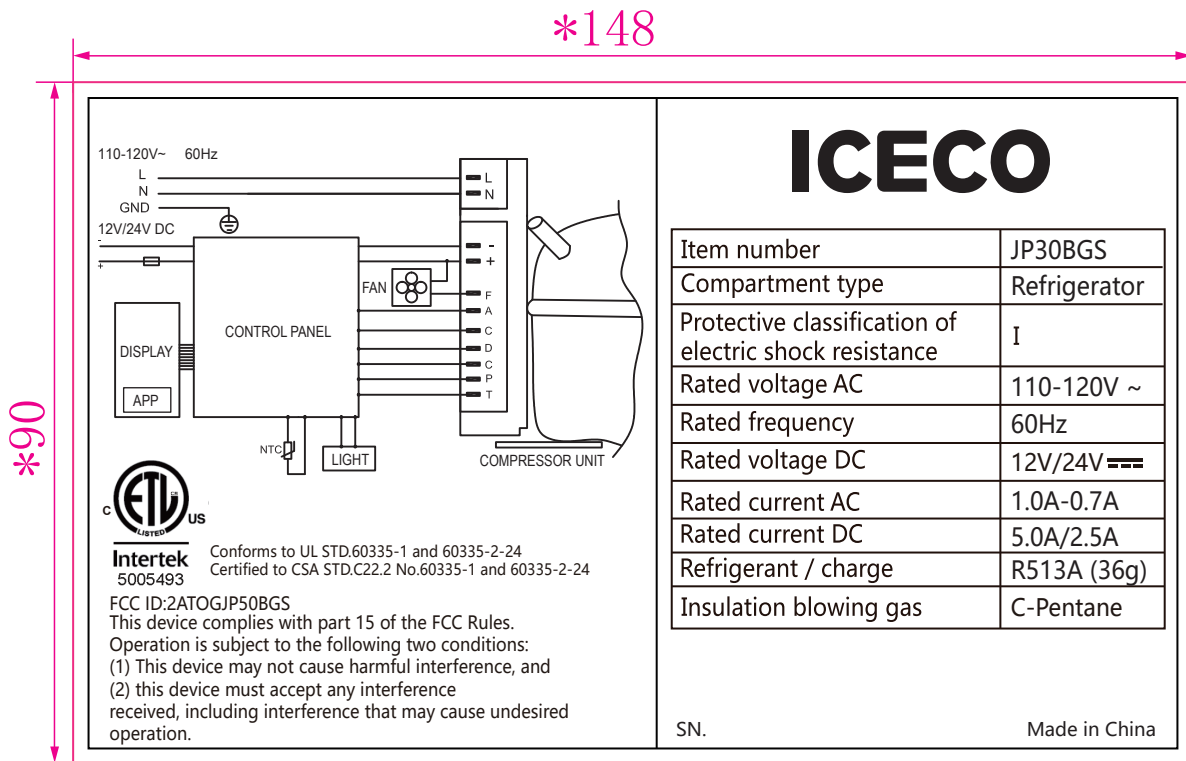 *148
*90
110-120V~ 60Hz
L
N
GND
12V/24V DC
-
+
L
N
-
+
F
A
C
D
C
P
T
FAN
CONTROL PANEL
DISPLAY
APP
NTC
LIGHT
COMPRESSOR UNIT
C ETL CM US
LISTED
Intertek
5005493
Conforms to UL STD.60335-1 and 60335-2-24
Certified to CSA STD.C22.2 No.60335-1 and 60335-2-24
FCC ID:2ATOGJP50BGS
This device complies with part 15 of the FCC Rules.
Operation is subject to the following two conditions:
(1) This device may not cause harmful interference, and
(2) this device must accept any interference
received, including interference that may cause undesired
operation.
ICECO
Item number JP30BGS
Compartment type Refrigerator
Protective classification of
electric shock resistance I
Rated voltage AC 110-120V ~
Rated frequency 60Hz
Rated voltage DC 12V/24V
Rated current AC 1.0A-0.7A
Rated current DC 5.0A/2.5A
Refrigerant / charge R513A (36g)
Insulation blowing gas C-Pentane
SN. Made in China